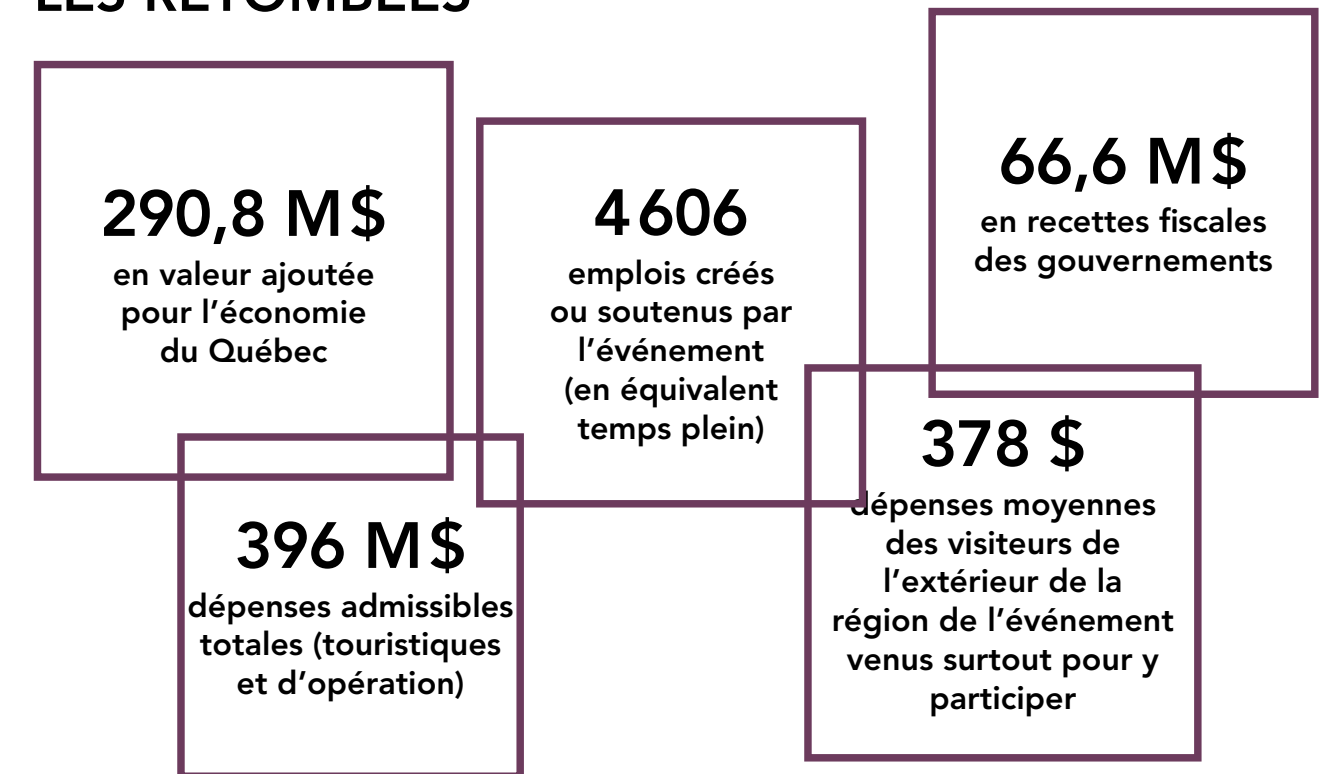 LES RETOMBÉES
290,8 M$
en valeur ajoutée
pour l’économie
du Québec
4 606
emplois créés
ou soutenus par
l’événement
(en équivalent
temps plein)
66,6 M$
en recettes fiscales
des gouvernements
396 M$
dépenses admissibles
totales (touristiques
et d’opération)
378 $
dépenses moyennes
des visiteurs de
l’extérieur de la
région de l’événement
venus surtout pour y
participer